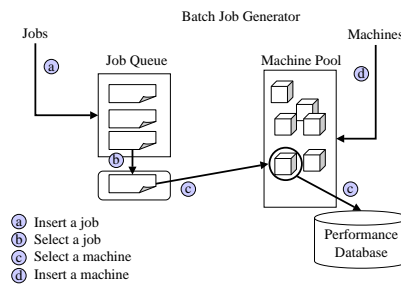 Batch Job Generator
Jobs
Machines
Job Queue
Machine Pool
a
d
b
c
c
Performance
Database
a Insert a job
b Select a job
c Select a machine
d Insert a machine